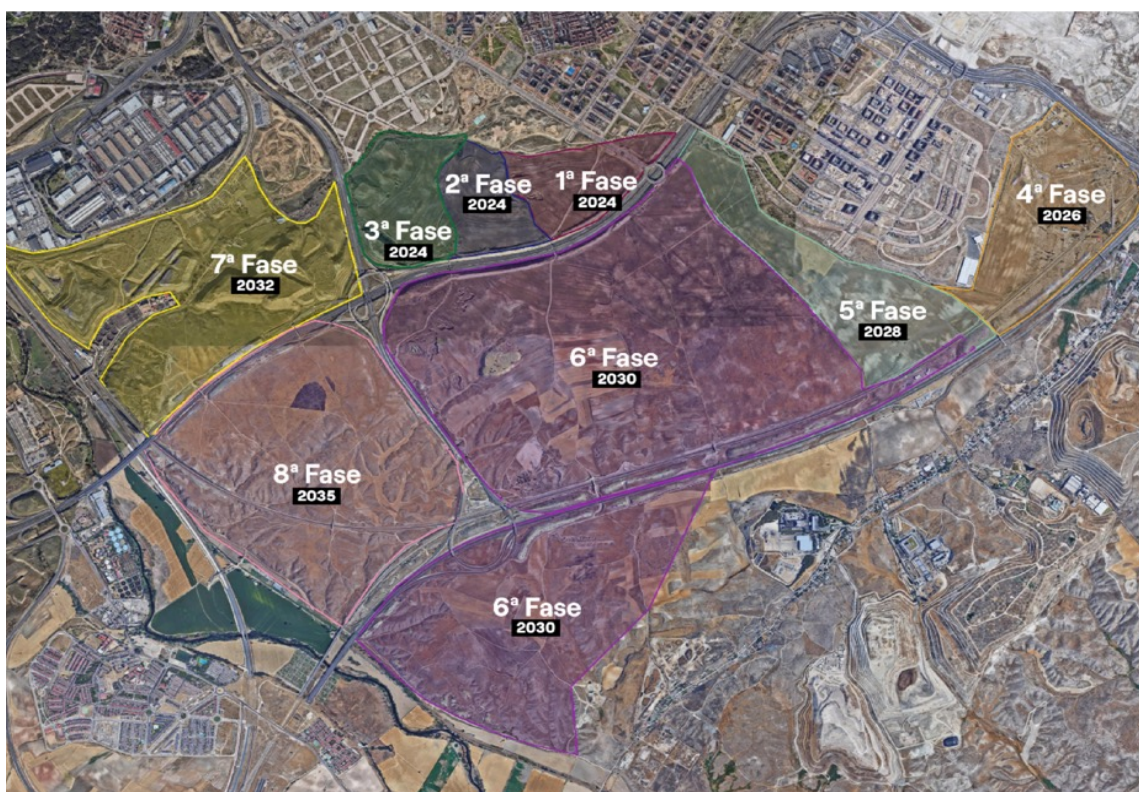 1ª Fase
2024
2ª Fase
2024
3ª Fase
2024
4ª Fase
2026
7ª Fase
2032
5ª Fase
2028
6ª Fase
2030
8ª Fase
2035
6ª Fase
2030